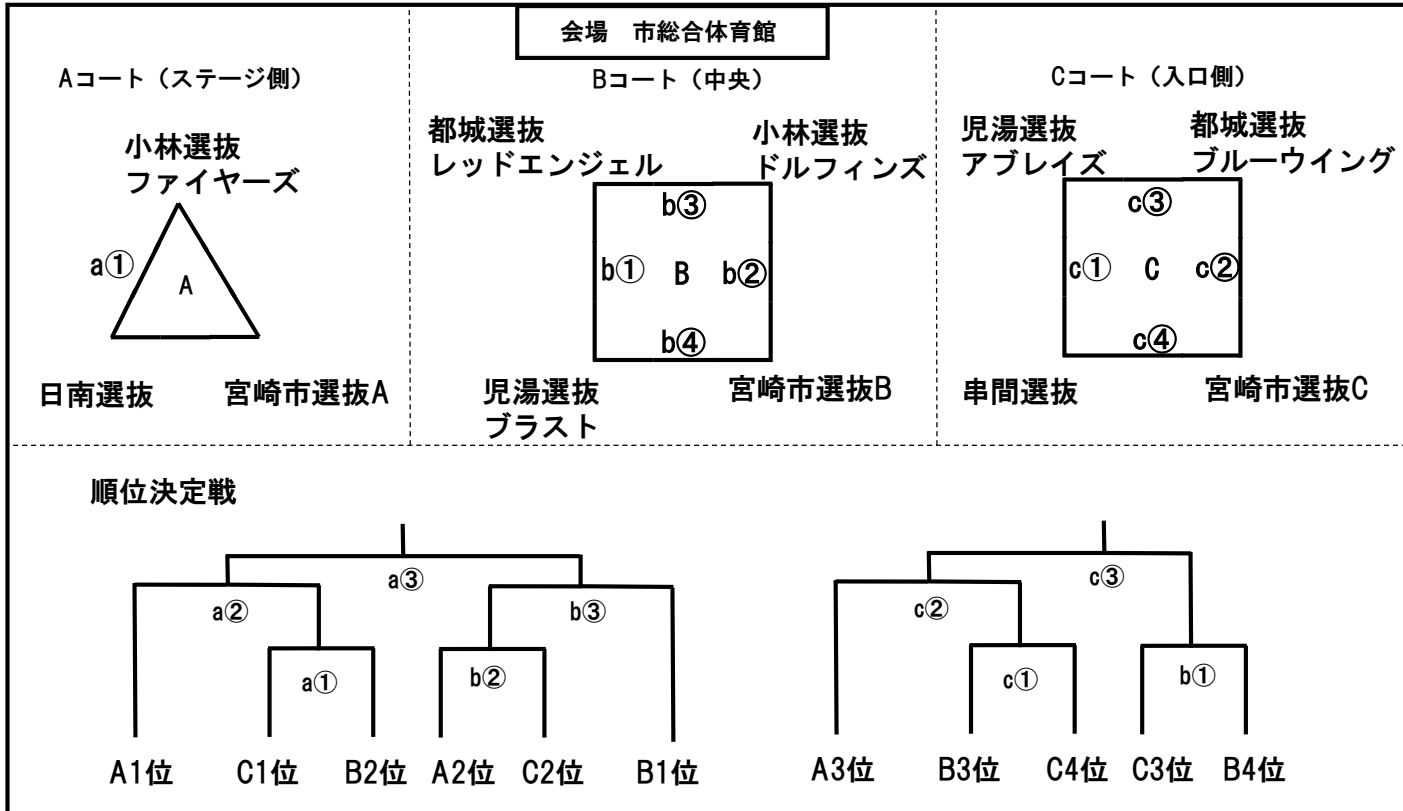 会場　市総合体育館
Aコート（ステージ側）
小林選抜
ファイヤーズ
a①
A
日南選抜
宮崎市選抜A
Bコート（中央）
都城選抜
レッドエンジェル
小林選抜
ドルフィンズ
b③
b①
B
b②
b④
児湯選抜
ブラスト
宮崎市選抜B
Cコート（入口側）
児湯選抜
アブレイズ
都城選抜
ブルーウイング
c③
c①
C
c②
c④
串間選抜
宮崎市選抜C
順位決定戦
a③
a②
b③
a①
b②
A1位
C1位
B2位
A2位
C2位
B1位
c③
c②
c①
b①
A3位
B3位
C4位
C3位
B4位